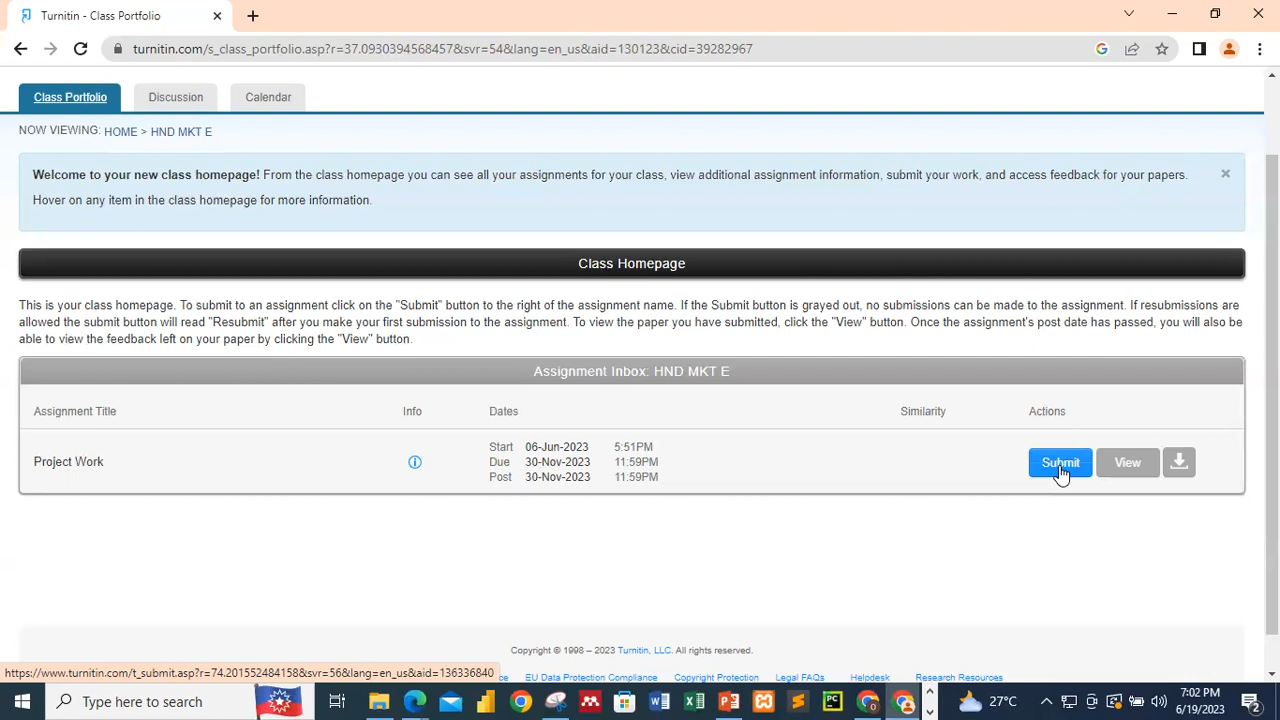 Turnitin - Class Portfolio
turnitin.com/s_class_portfolio.asp?r=37.0930394568457&svr=54&lang=en_us&aid=130123&cid=39282967
Class Portfolio
Discussion
Calendar
NOW VIEWING: HOME > HND MKT E
Welcome to your new class homepage! From the class homepage you can see all your assignments for your class, view additional assignment information, submit your work, and access feedback for your papers.
Hover on any item in the class homepage for more information.
Class Homepage
This is your class homepage. To submit to an assignment click on the "Submit" button to the right of the assignment name. If the Submit button is grayed out, no submissions can be made to the assignment. If resubmissions are
allowed the submit button will read "Resubmit" after you make your first submission to the assignment. To view the paper you have submitted, click the "View" button. Once the assignment's post date has passed, you will also be
able to view the feedback left on your paper by clicking the "View" button.
Assignment Inbox: HND MKT E
Assignment Title Info Dates Similarity Actions
Start 06-Jun-2023 5:51PM
Project Work Due 30-Nov-2023 11:59PM Submit View
Post 30-Nov-2023 11:59PM
Copyright © 1998 – 2023 Turnitin, LLC. All rights reserved.
https://www.turnitin.com/t_submit.asp?r=74.201552484158&svr=56&lang=en_us&aid=136336840
EU Data Protection Compliance Copyright Protection Legal FAQs Helpdesk Research Resources
Type here to search
27°C
7:02 PM
6/19/2023
2